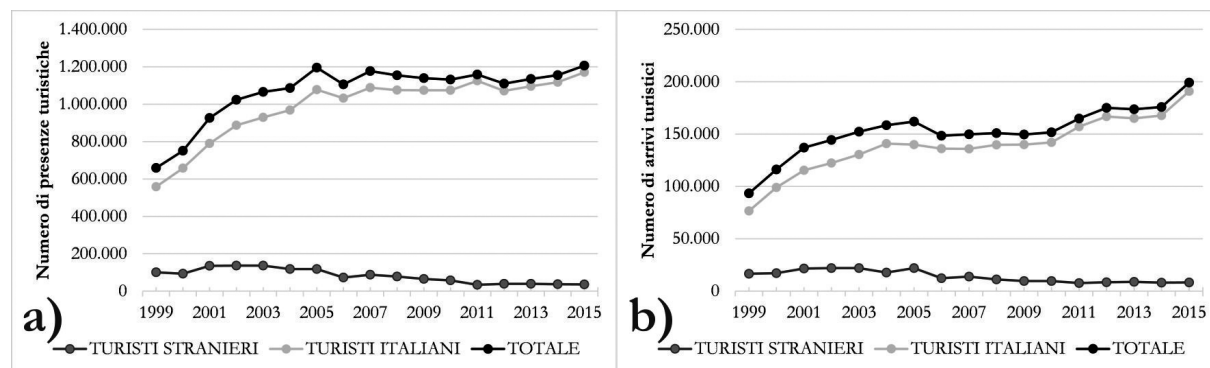 Numero di presenze turistiche
1.400.000
1.200.000
1.000.000
800.000
600.000
400.000
200.000
0
1999 2001 2003 2005 2007 2009 2011 2013 2015
a)
TURISTI STRANIERI TURISTI ITALIANI TOTALE
Numero di arrivi turistici
250.000
200.000
150.000
100.000
50.000
0
1999 2001 2003 2005 2007 2009 2011 2013 2015
b)
TURISTI STRANIERI TURISTI ITALIANI TOTALE